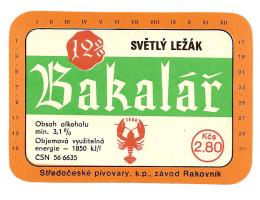 I II III IV V VI VII VIII IX X XI XII
12%
SVĚTLÝ LEŽÁK
Bakalář
Obsah alkoholu
min. 3,1 %
Objemová využitelná
energie – 1850 kJ/l
ČSN 56 6635
Kčs
2,80
Středočeské pivovary, k.p., závod Rakovník